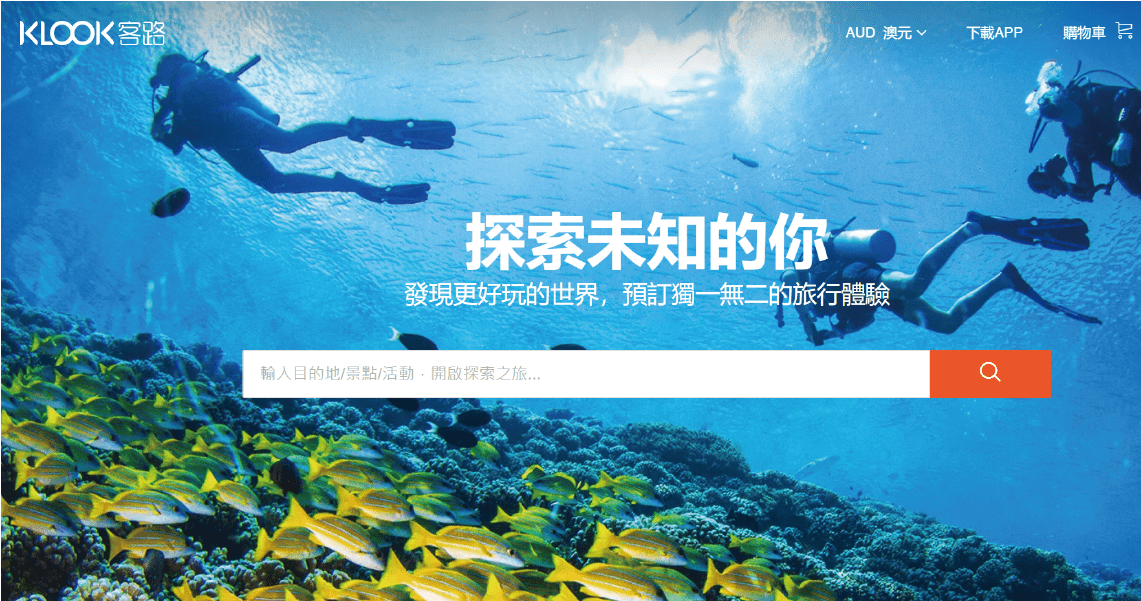 KLOOK客路
AUD 澳元
下載APP
購物車
探索未知的你
發現更好玩的世界，預訂獨一無二的旅行體驗
輸入目的地/景點/活動 · 開啟探索之旅...